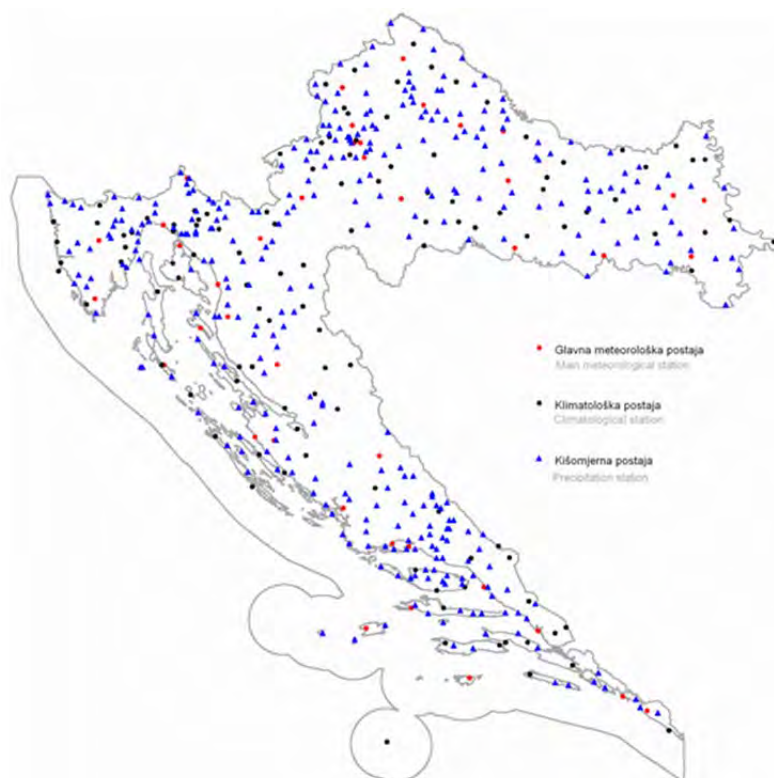 Glavna meteorološka postaja
Main meteorological station
Klimatološka postaja
Climatological station
Kišomjerna postaja
Precipitation station